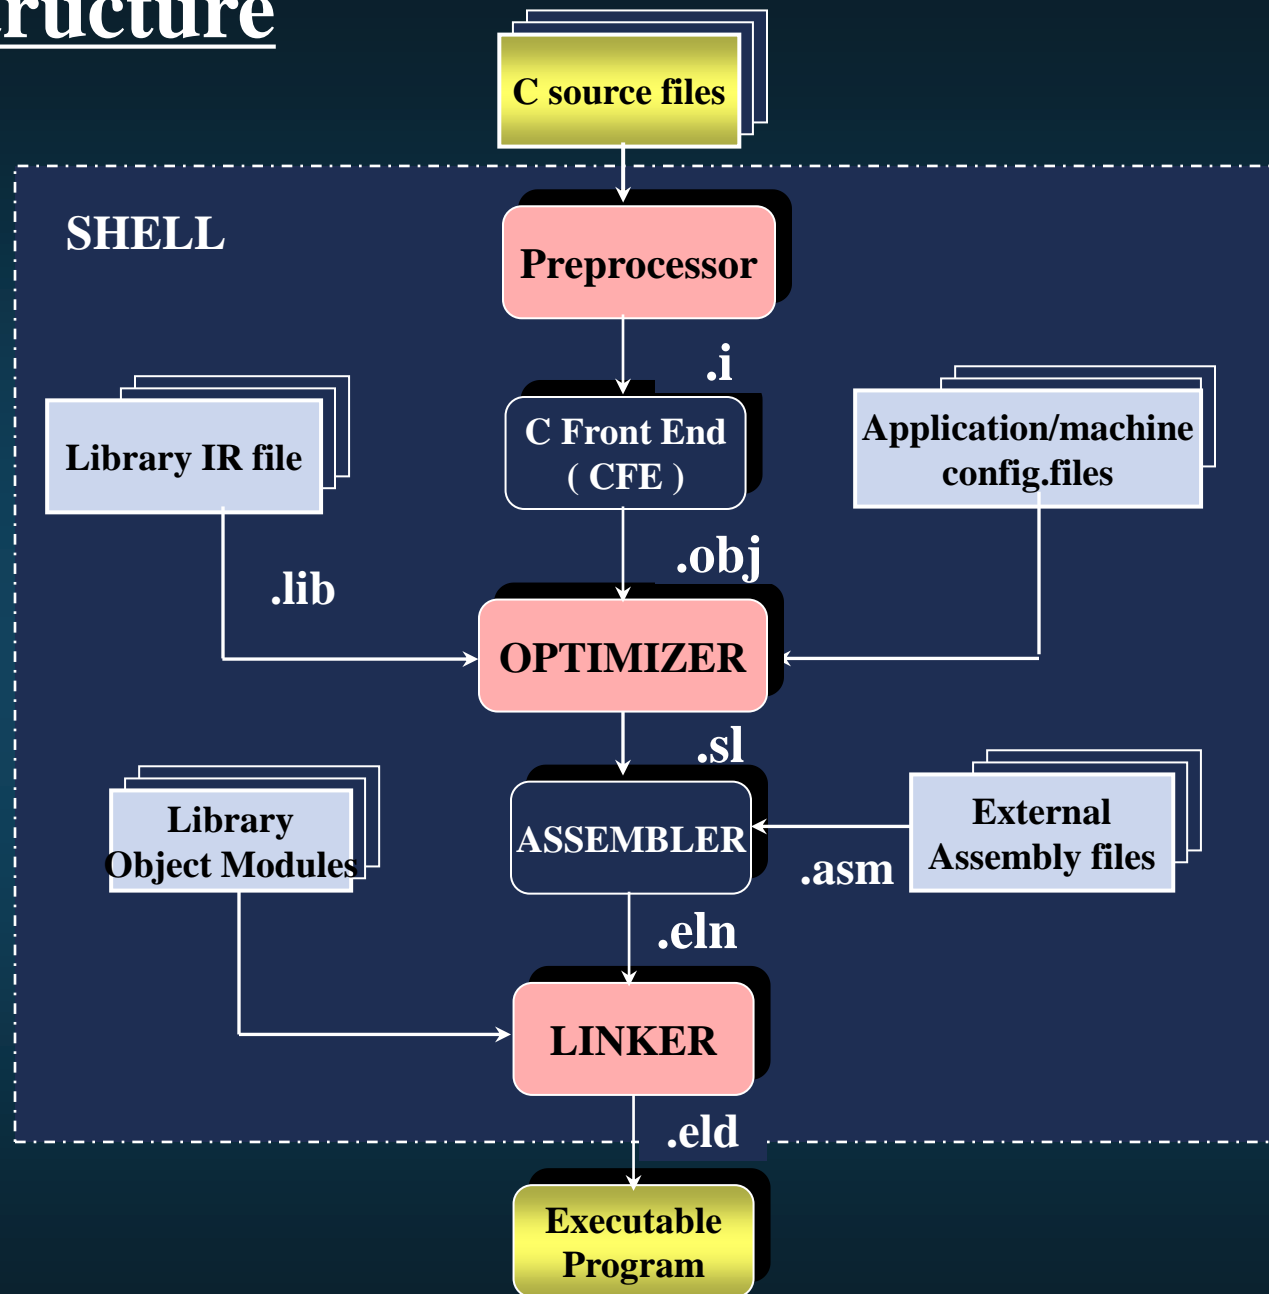 ructure
C source files
SHELL
Preprocessor
.i
Library IR file
C Front End
( CFE )
Application/machine
config.files
.lib
.obj
OPTIMIZER
.sl
Library
Object Modules
ASSEMBLER
.asm
External
Assembly files
.eln
LINKER
.eld
Executable
Program